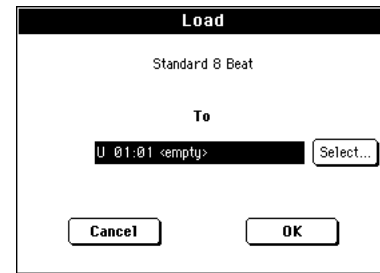 Load
Standard 8 Beat
To
U 01:01 <empty>
Select...
Cancel
OK